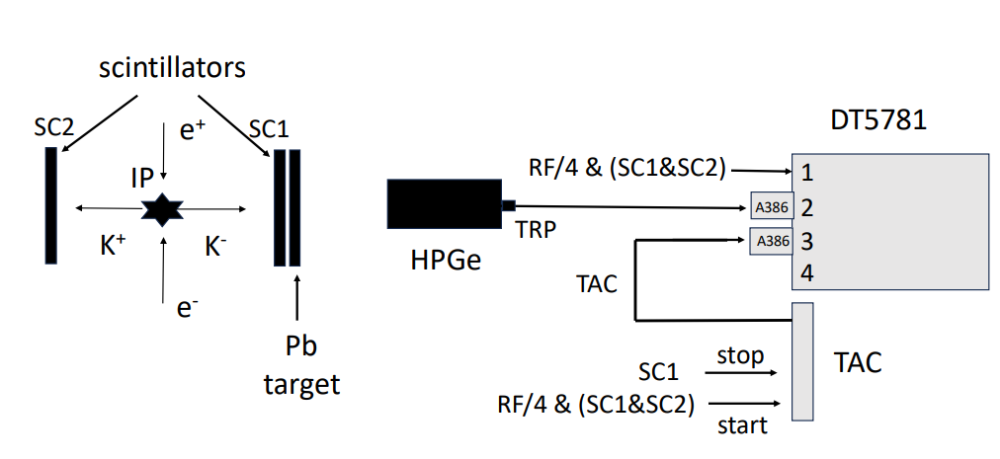 scintillators
SC2
e+
SC1
IP
K+
K-
e-
Pb
target
HPGe
TRP
RF/4 & (SC1&SC2)
DT5781
1
A386
2
A386
3
4
TAC
SC1
stop
TAC
RF/4 & (SC1&SC2)
start